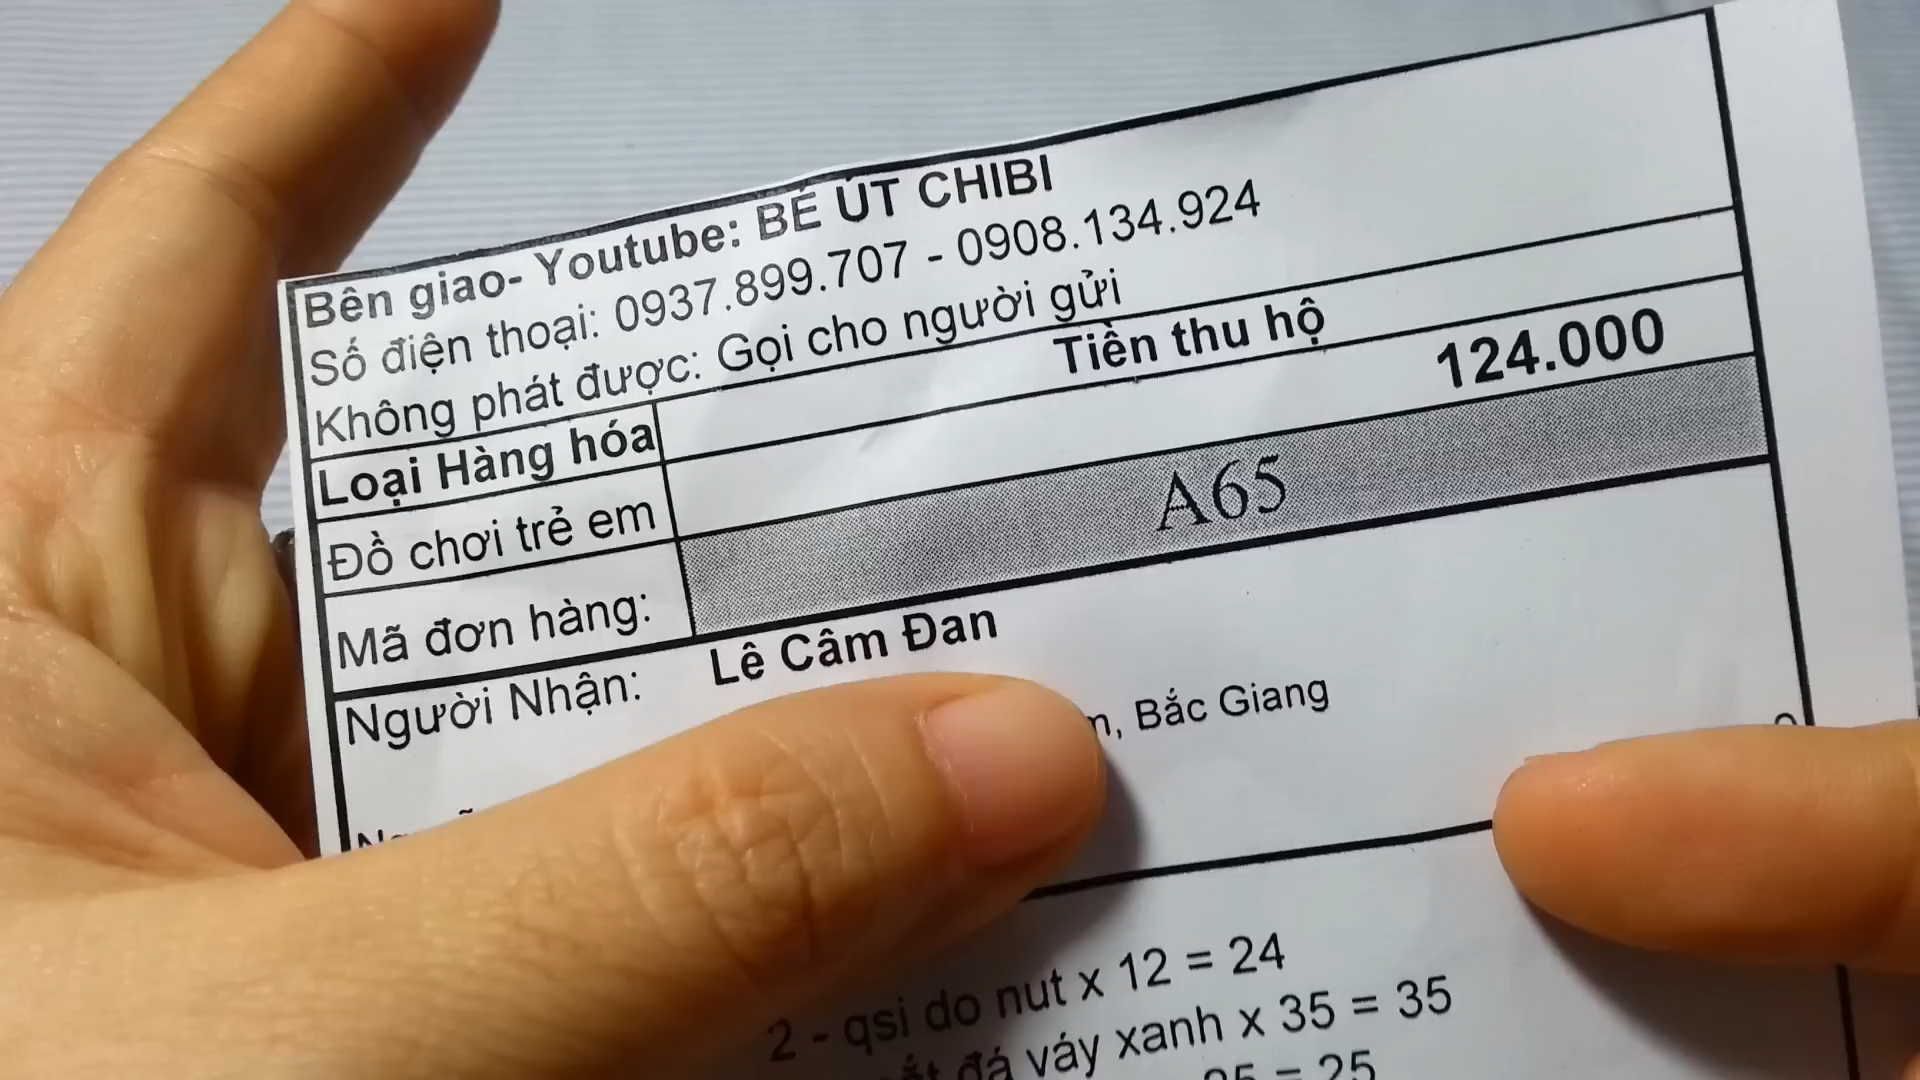 Bên giao- Youtube: BÉ ÚT CHIBI
Số điện thoại: 0937.899.707 - 0908.134.924
Không phát được: Gọi cho người gửi
Loại Hàng hóa Tiền thu hộ
Đồ chơi trẻ em 124.000
Mã đơn hàng: A65
Người Nhận: Lê Câm Đan
Bắc Giang
2 - qsi do nut x 12 = 24
đá váy xanh x 35 = 35
= 25